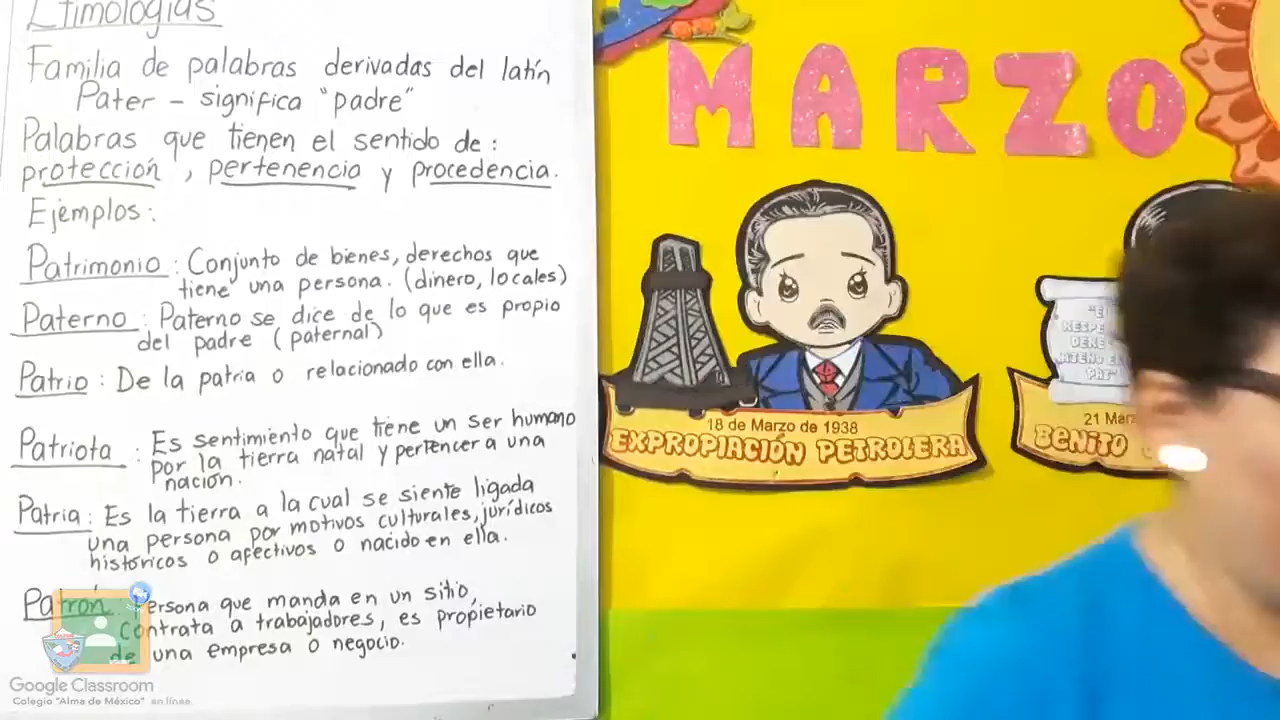 Etimologías
Familia de palabras derivadas del latín
Pater - significa "padre"
Palabras que tienen el sentido de:
protección, pertenencia y procedencia.
Ejemplos:
Patrimonio: Conjunto de bienes, derechos que
tiene una persona. (dinero, locales)
Paterno: Paterno se dice de lo que es propio
del padre (paternal)
Patrio: De la patria o relacionado con ella.
Patriota: Es sentimiento que tiene un ser humano
por la tierra natal y pertencer a una
nación.
Patria: Es la tierra a la cual se siente ligada
una persona por motivos culturales, jurídicos
históricos o afectivos o nacido en ella.
Patrón: ersona que manda en un sitio,
contrata a trabajadores, es propietario
de una empresa o negocio.
Google Classroom
Colegio "Alma de México" en línea
MARZO
18 de Marzo de 1938
EXPROPIACIÓN PETROLERA
RESPE
DERE
21 Marz
BENITO